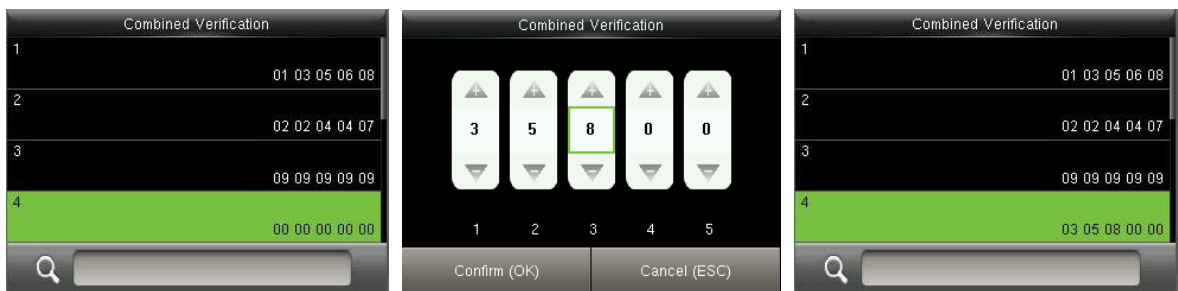 Combined Verification
1
01 03 05 06 08
2
02 02 04 04 07
3
09 09 09 09 09
4
00 00 00 00 00
Combined Verification
3 5 8 0 0
1 2 3 4 5
Confirm (OK) Cancel (ESC)
Combined Verification
1
01 03 05 06 08
2
02 02 04 04 07
3
09 09 09 09 09
4
03 05 08 00 00